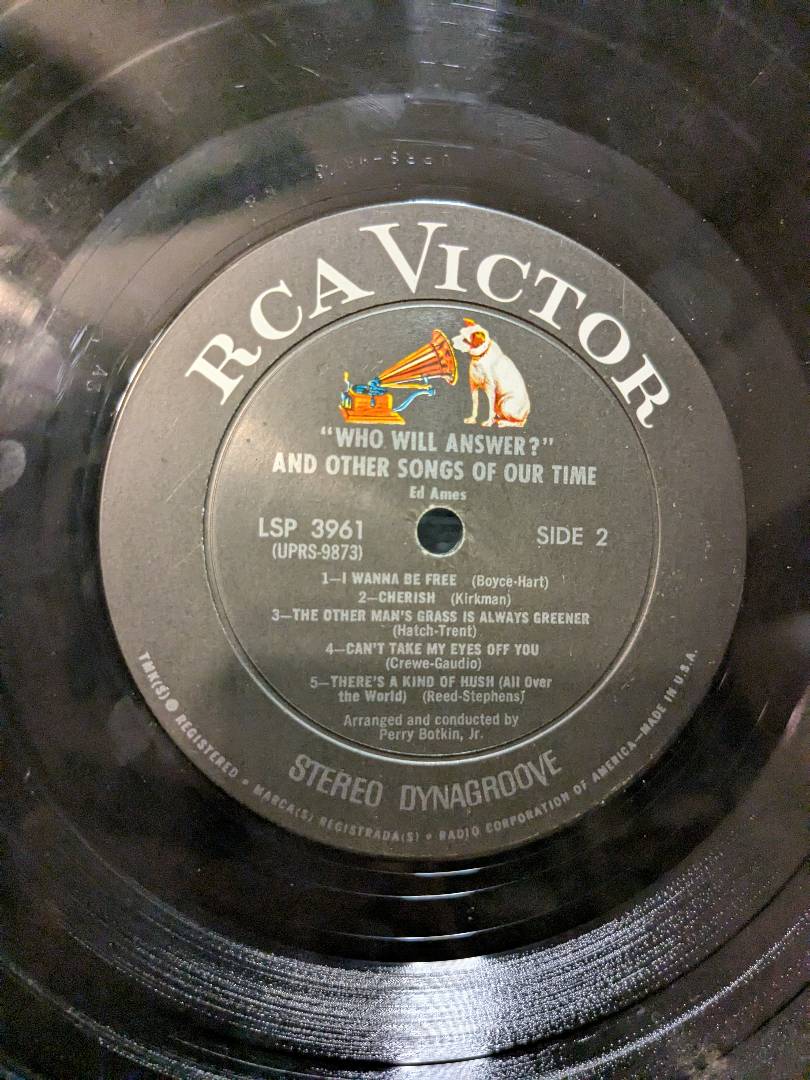 RCA VICTOR
"WHO WILL ANSWER?"
AND OTHER SONGS OF OUR TIME
Ed Ames
LSP 3961
(UPRS-9873)
SIDE 2
1—I WANNA BE FREE (Boyce-Hart)
2—CHERISH (Kirkman)
3—THE OTHER MAN'S GRASS IS ALWAYS GREENER
(Hatch-Trent)
4—CAN'T TAKE MY EYES OFF YOU
(Crewe-Gaudio)
5—THERE'S A KIND OF HUSH (All Over
the World) (Reed-Stephens)
Arranged and conducted by
Perry Botkin, Jr.
STEREO DYNAGROOVE
TMK(S) ® REGISTERED • MARCA(S) REGISTRADA(S) • RADIO CORPORATION OF AMERICA—MADE IN U.S.A.